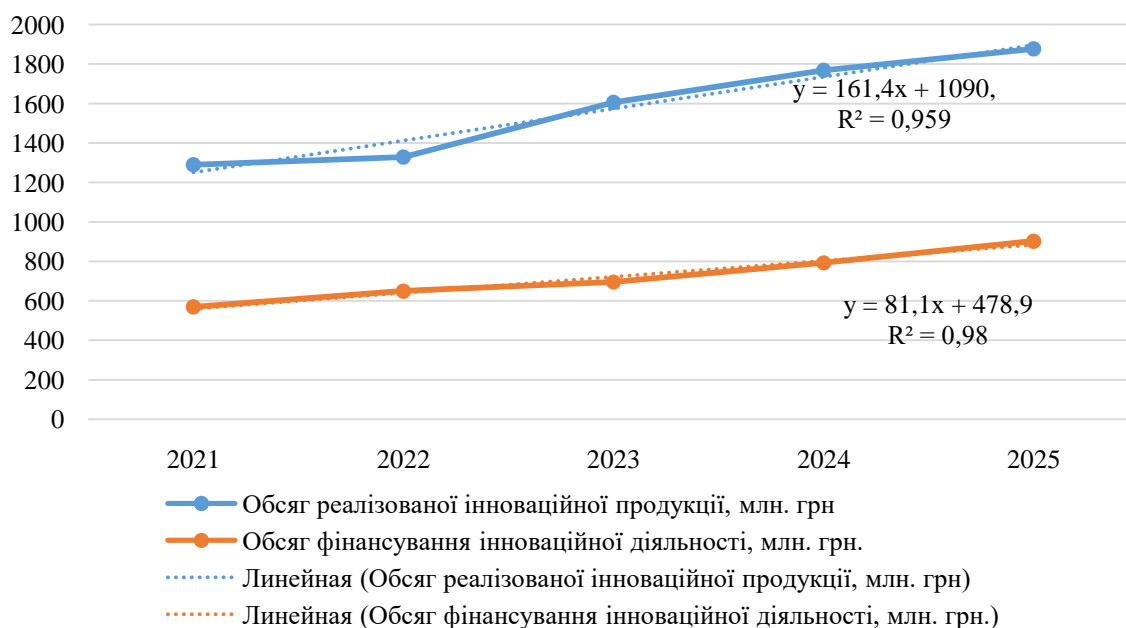 2000
1800
1600
1400
1200
1000
800
600
400
200
0
y = 161,4x + 1090,
R² = 0,959
y = 81,1x + 478,9
R² = 0,98
2021 2022 2023 2024 2025
Обсяг реалізованої інноваційної продукції, млн. грн
Обсяг фінансування інноваційної діяльності, млн. грн.
Линейная (Обсяг реалізованої інноваційної продукції, млн. грн)
Линейная (Обсяг фінансування інноваційної діяльності, млн. грн.)